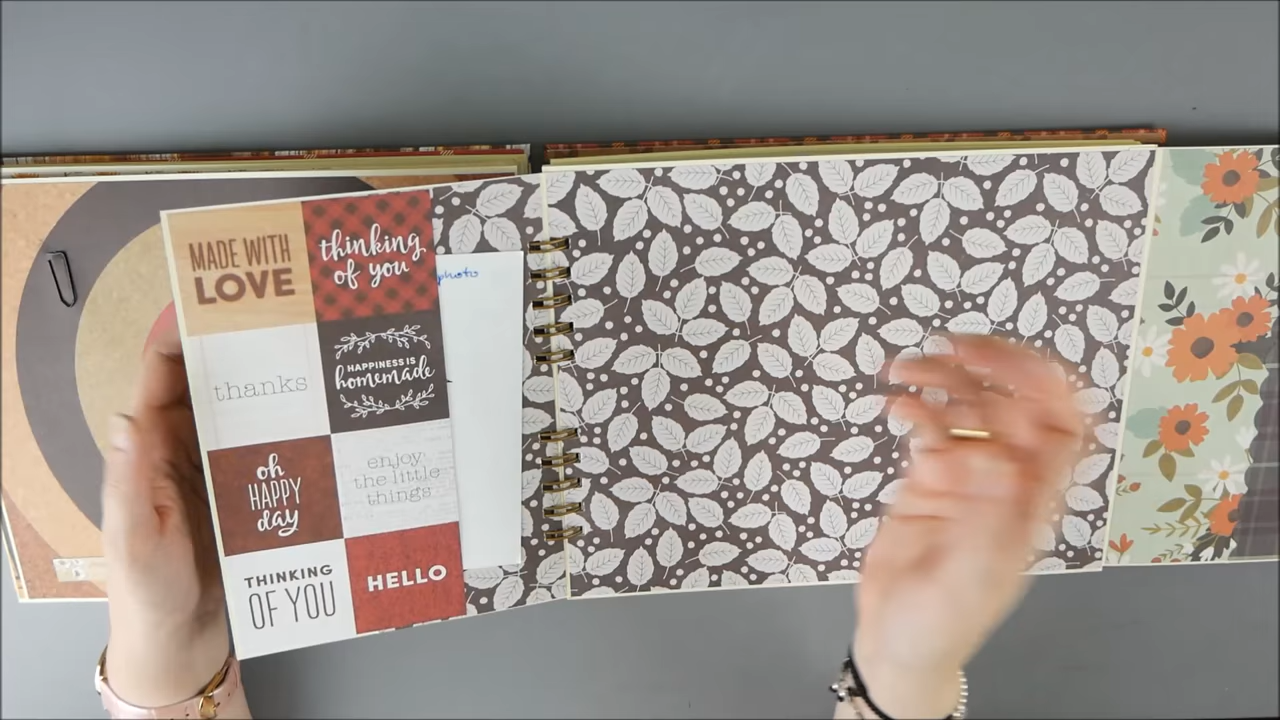 MADE WITH
LOVE
thinking
of you
thanks
HAPPINESS IS
homemade
oh
HAPPY
day
enjoy
the little
things
THINKING
OF YOU
HELLO
photo